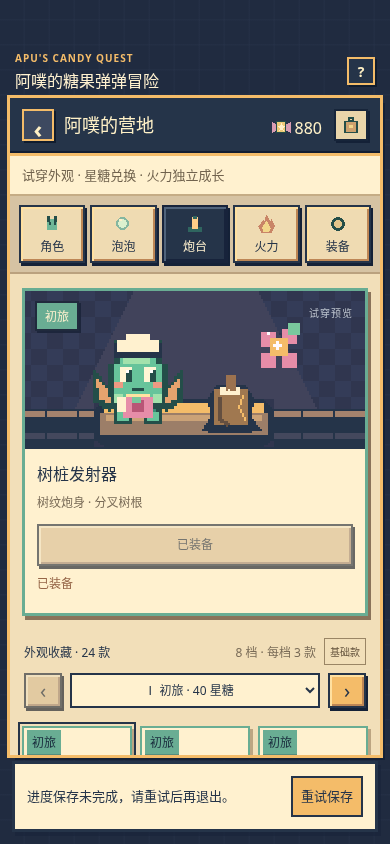 APU'S CANDY QUEST
阿噗的糖果弹弹冒险
?
‹
阿噗的营地
880
试穿外观 · 星糖兑换 · 火力独立成长
角色
泡泡
炮台
火力
装备
初旅
试穿预览
树桩发射器
树纹炮身 · 分叉树根
已装备
已装备
外观收藏 · 24 款
8 档 · 每档 3 款
基础款
‹
I 初旅 · 40 星糖
›
初旅
初旅
初旅
进度保存未完成，请重试后再退出。
重试保存